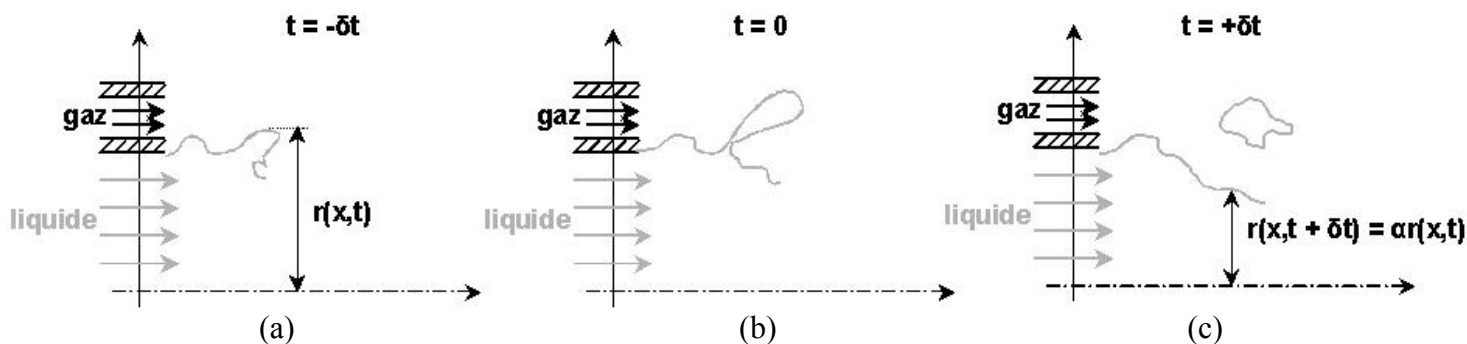 t = -δt
gaz
liquide
r(x,t)
(a)
t = 0
gaz
liquide
(b)
t = +δt
gaz
liquide
r(x,t + δt) = αr(x,t)
(c)